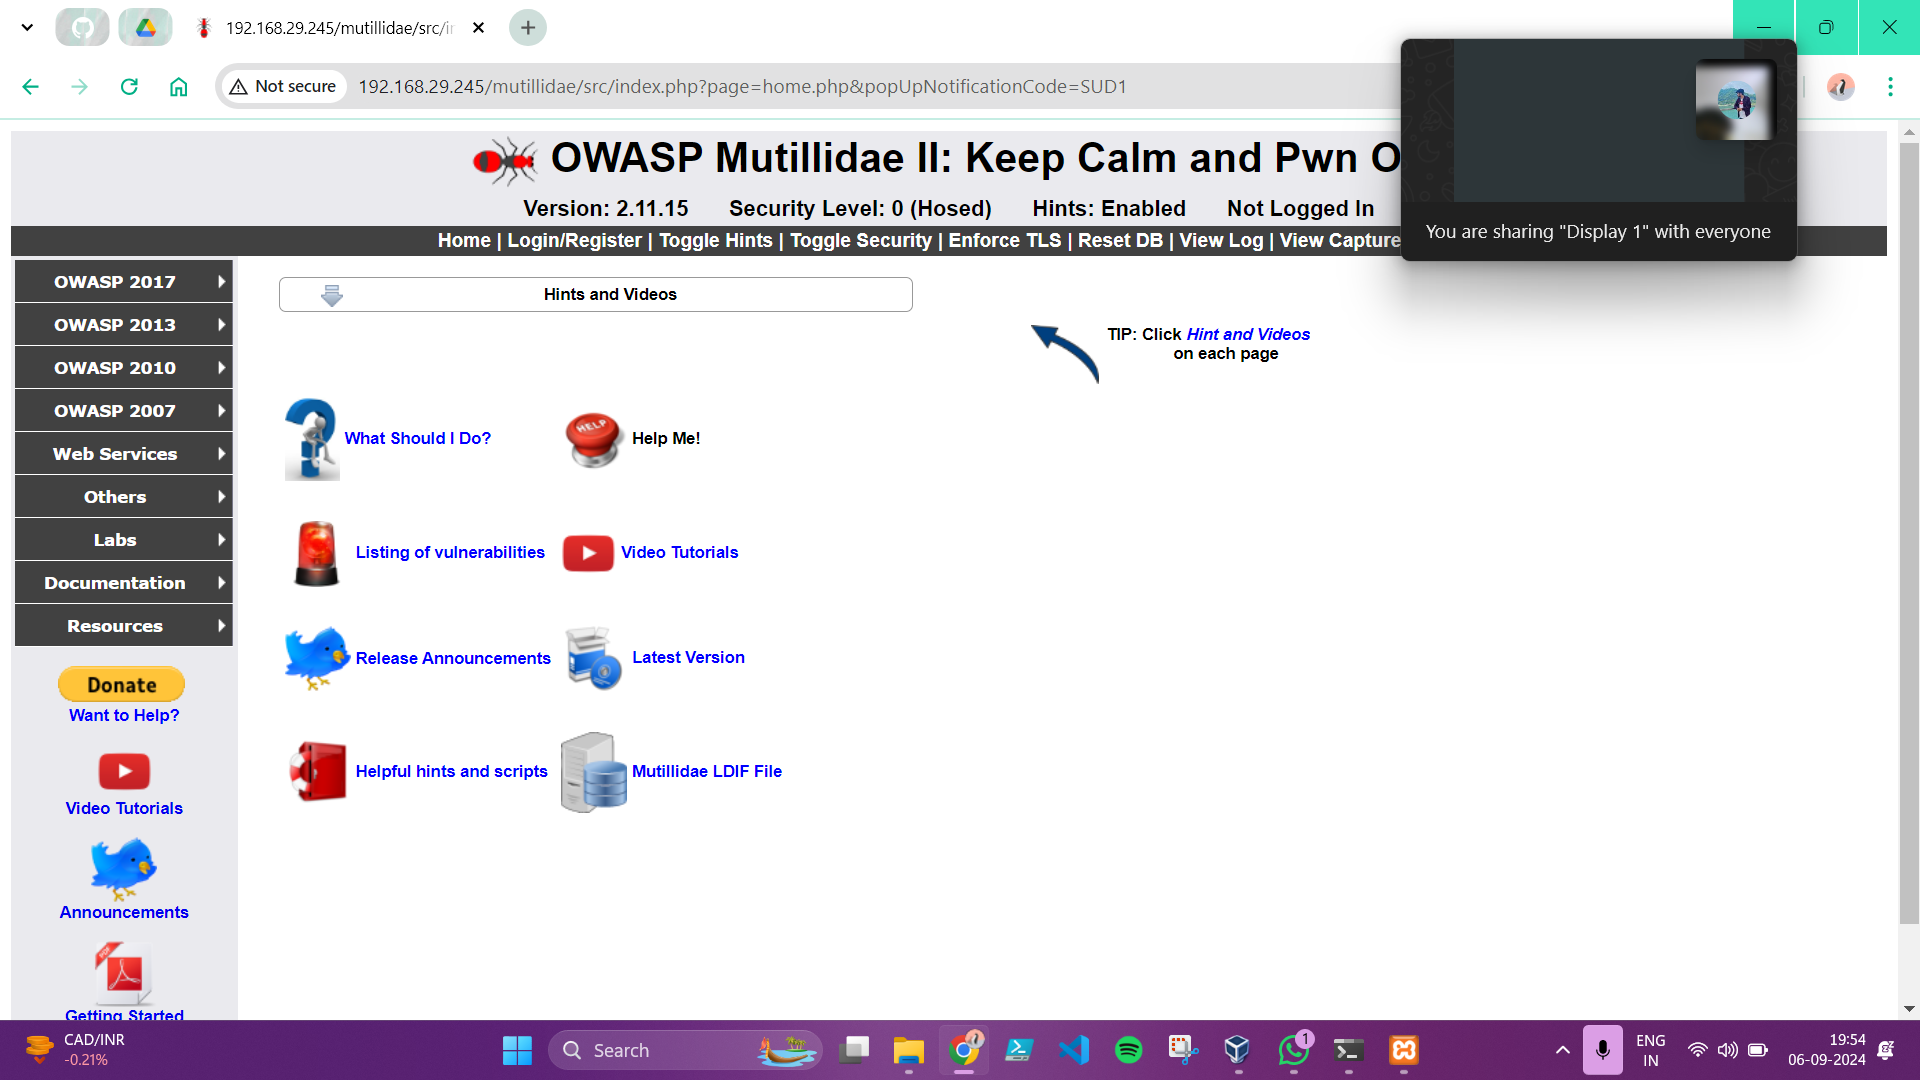 192.168.29.245/mutillidae/src/in
Not secure
192.168.29.245/mutillidae/src/index.php?page=home.php&popUpNotificationCode=SUD1
OWASP Mutillidae II: Keep Calm and Pwn O
Version: 2.11.15 Security Level: 0 (Hosed) Hints: Enabled Not Logged In
Home | Login/Register | Toggle Hints | Toggle Security | Enforce TLS | Reset DB | View Log | View Capture
You are sharing "Display 1" with everyone
OWASP 2017
OWASP 2013
OWASP 2010
OWASP 2007
Web Services
Others
Labs
Documentation
Resources
Donate
Want to Help?
Video Tutorials
Announcements
PDF
Getting Started
Hints and Videos
TIP: Click Hint and Videos
on each page
What Should I Do?
HELP
Help Me!
Listing of vulnerabilities
Video Tutorials
Release Announcements
Latest Version
Helpful hints and scripts
Mutillidae LDIF File
CAD/INR
-0.21%
Search
1
ENG
IN
19:54
06-09-2024